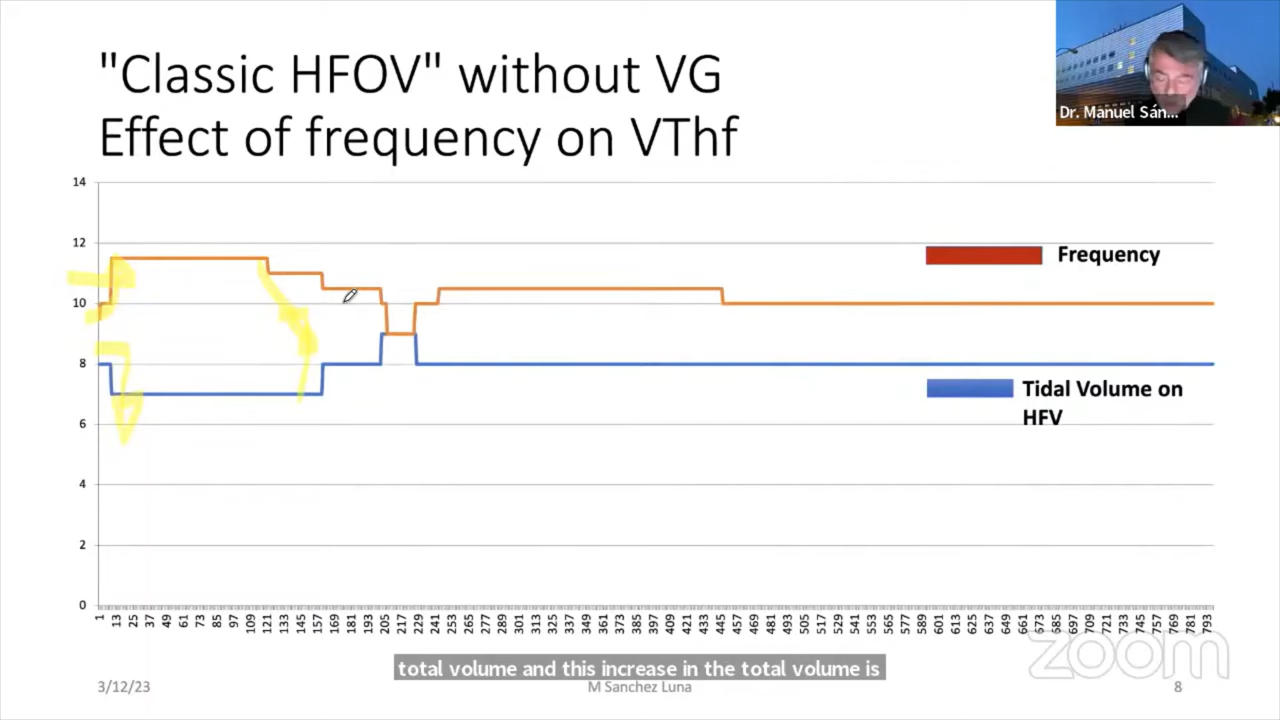 "Classic HFOV" without VG
Effect of frequency on VThf
Dr. Manuel Sán...
14
12
10
8
6
4
2
0
Frequency
Tidal Volume on
HFV
1 13 25 37 49 61 73 85 97 109 121 133 145 157 169 181 193 205 217 229 241 253 265 277 289 301 313 325 337 349 361 373 385 397 409 421 433 445 457 469 481 493 505 517 529 541 553 565 577 589 601 613 625 637 649 661 673 685 697 709 721 733 745 757 769 781 793
total volume and this increase in the total volume is
zoom
3/12/23
M Sanchez Luna
8